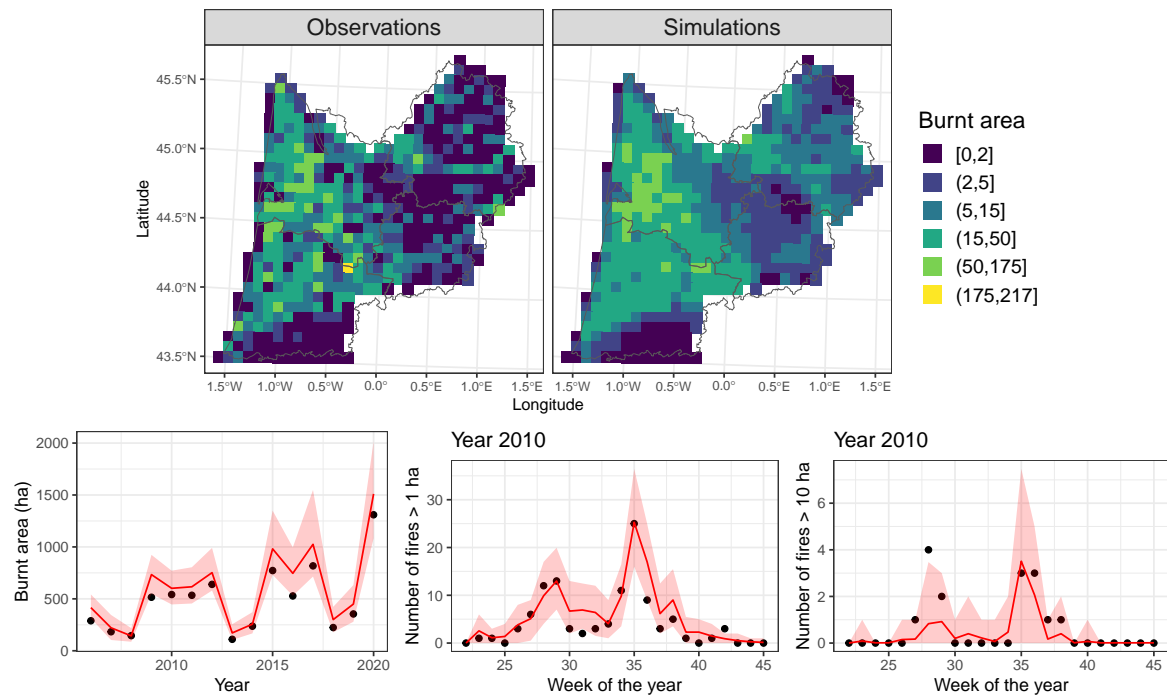 Observations
Simulations
45.5°N
45.0°N
44.5°N
44.0°N
43.5°N
Latitude
1.5°W 1.0°W 0.5°W 0.0° 0.5°E 1.0°E 1.5°E
1.5°W 1.0°W 0.5°W 0.0° 0.5°E 1.0°E 1.5°E
Longitude
Burnt area
[0,2]
(2,5]
(5,15]
(15,50]
(50,175]
(175,217]
2000
1500
1000
500
0
Burnt area (ha)
2010 2015 2020
Year
Year 2010
30
20
10
0
Number of fires > 1 ha
25 30 35 40 45
Week of the year
Year 2010
6
4
2
0
Number of fires > 10 ha
25 30 35 40 45
Week of the year